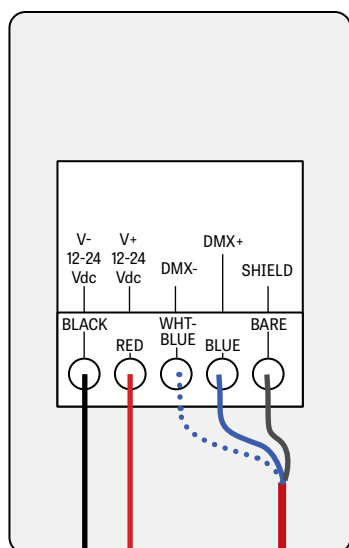 V-
12-24
Vdc
V+
12-24
Vdc
DMX-
DMX+
SHIELD
BLACK
RED
WHT-
BLUE
BLUE
BARE